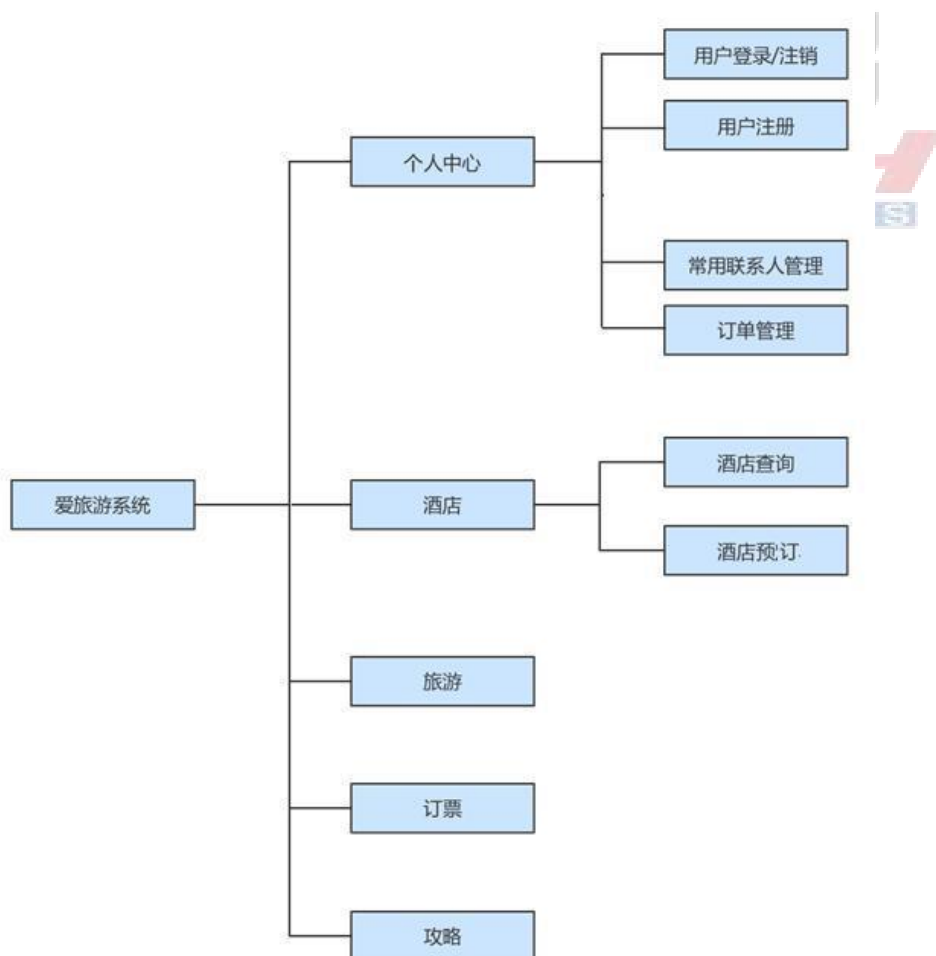 用户登录/注销
用户注册
个人中心
常用联系人管理
订单管理
酒店查询
爱旅游系统
酒店
酒店预订
旅游
订票
攻略